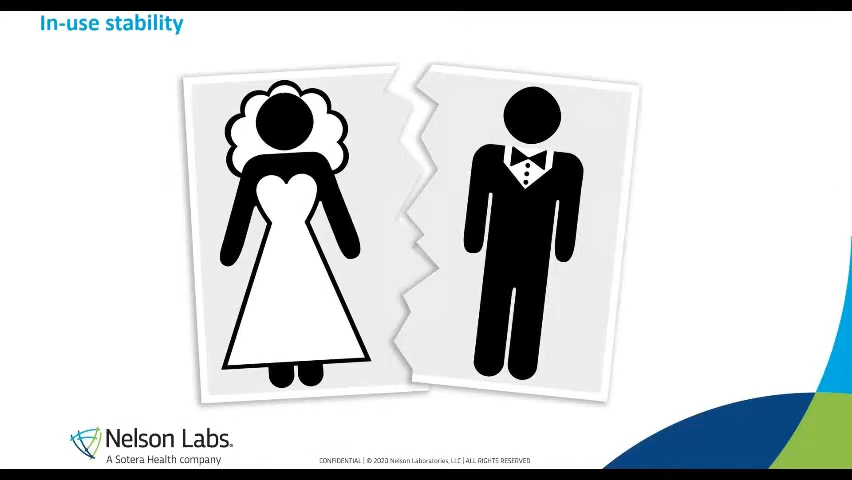 In-use stability
Nelson Labs®
A Sotera Health company
CONFIDENTIAL | © 2020 Nelson Laboratories, LLC | ALL RIGHTS RESERVED